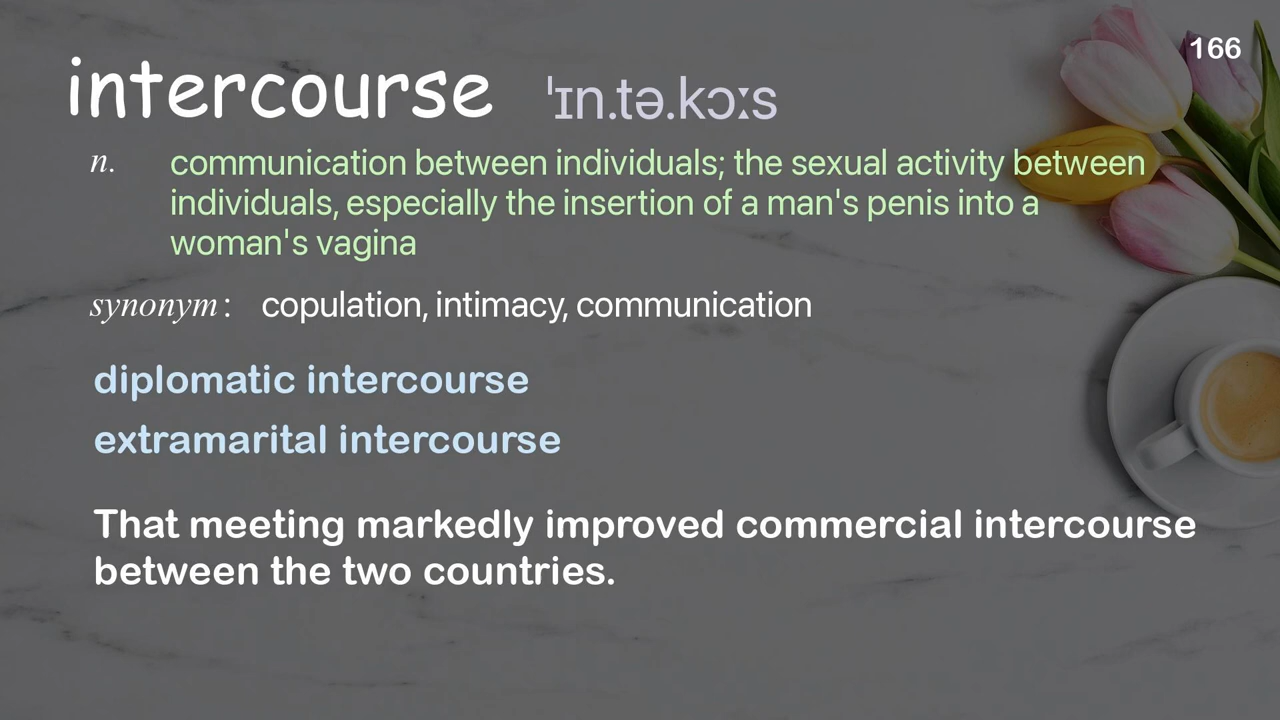 166
intercourse ˈɪn.tə.kɔːs
n. communication between individuals; the sexual activity between
individuals, especially the insertion of a man's penis into a
woman's vagina
synonym: copulation, intimacy, communication
diplomatic intercourse
extramarital intercourse
That meeting markedly improved commercial intercourse
between the two countries.